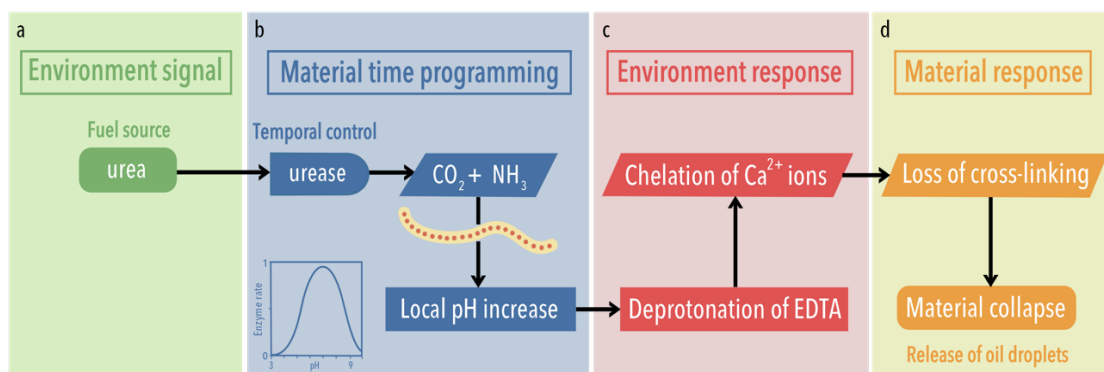 a
Environment signal
Fuel source
urea
b
Material time programming
Temporal control
urease
CO₂ + NH₃
Local pH increase
Enzyme rate
1
0
3
pH
9
c
Environment response
Chelation of Ca²⁺ ions
Deprotonation of EDTA
d
Material response
Loss of cross-linking
Material collapse
Release of oil droplets